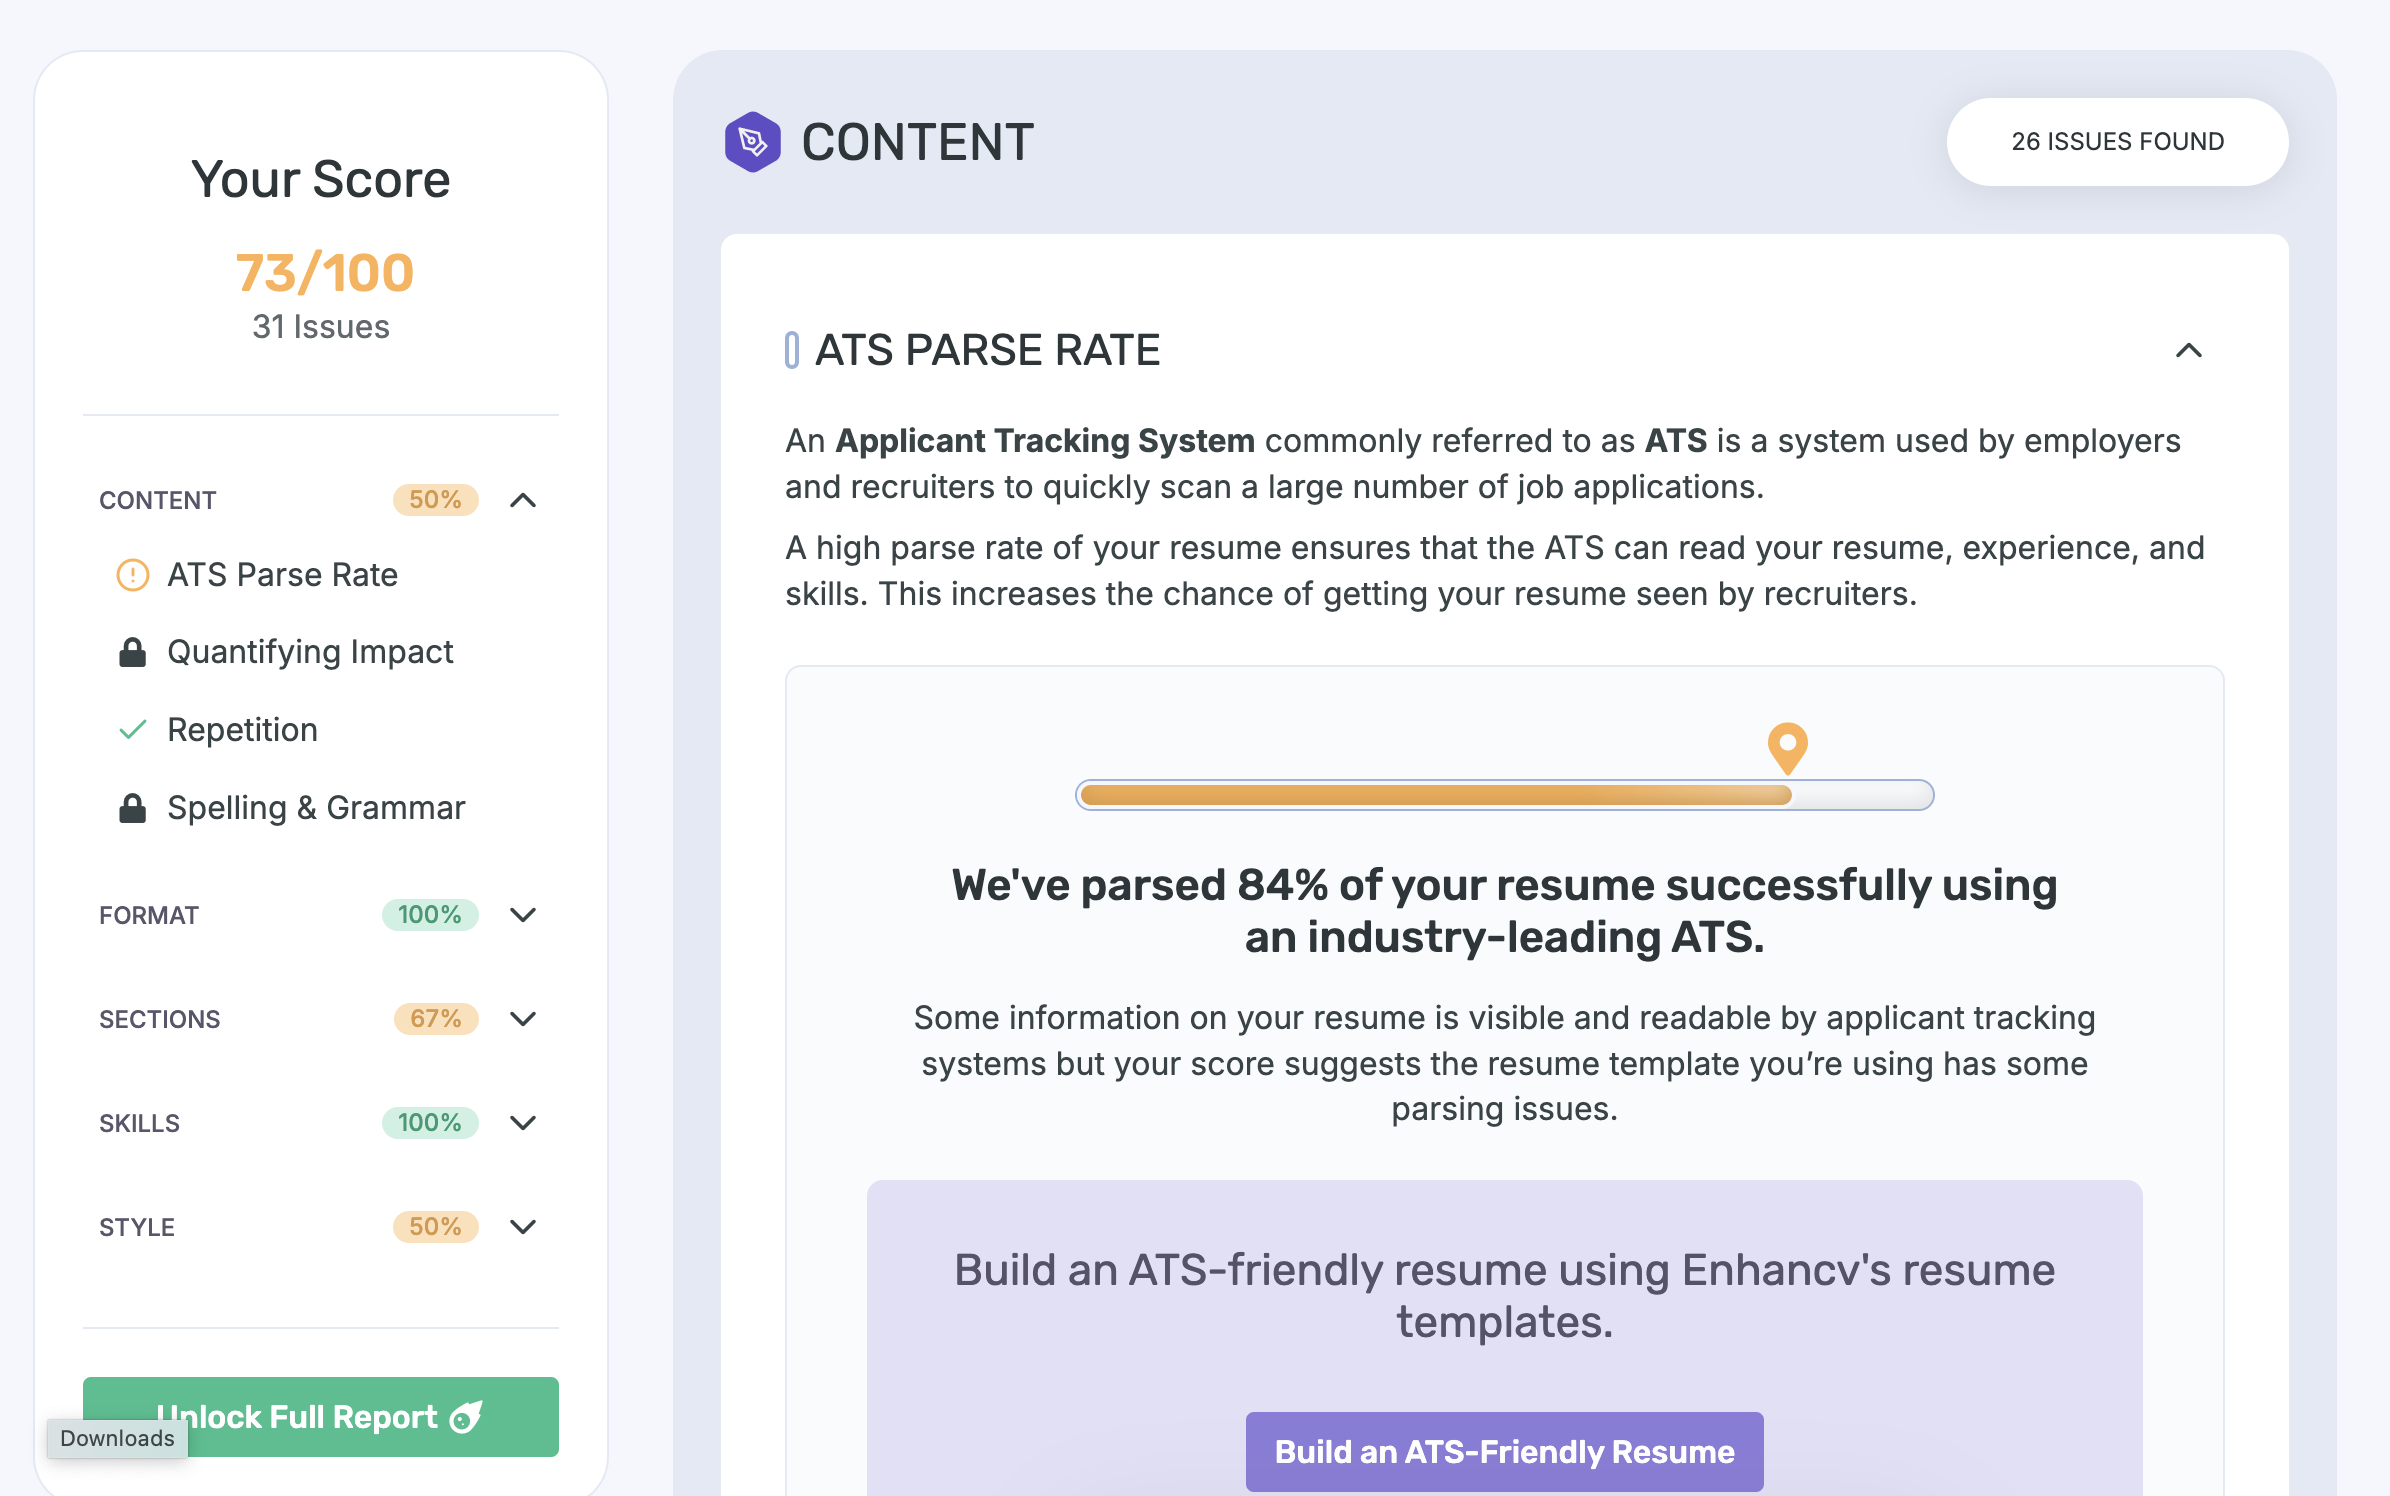 Your Score
73/100
31 Issues
CONTENT 50%
ATS Parse Rate
Quantifying Impact
Repetition
Spelling & Grammar
FORMAT 100%
SECTIONS 67%
SKILLS 100%
STYLE 50%
Unlock Full Report
Downloads
CONTENT
26 ISSUES FOUND
ATS PARSE RATE
An Applicant Tracking System commonly referred to as ATS is a system used by employers
and recruiters to quickly scan a large number of job applications.
A high parse rate of your resume ensures that the ATS can read your resume, experience, and
skills. This increases the chance of getting your resume seen by recruiters.
We've parsed 84% of your resume successfully using
an industry-leading ATS.
Some information on your resume is visible and readable by applicant tracking
systems but your score suggests the resume template you’re using has some
parsing issues.
Build an ATS-friendly resume using Enhancv's resume
templates.
Build an ATS-Friendly Resume